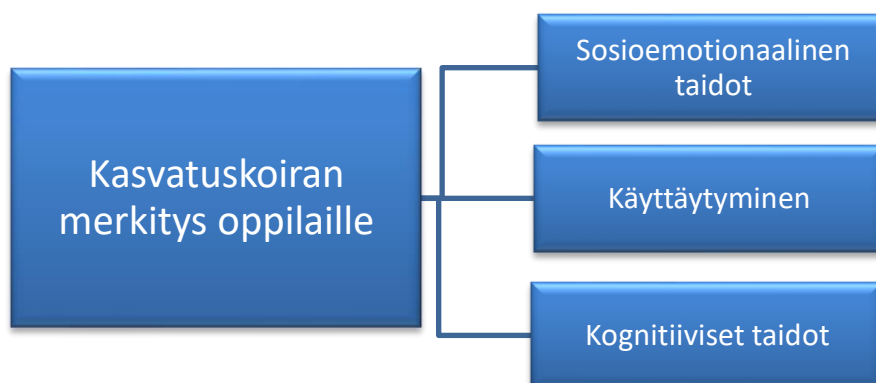 Kasvatuskoiran
merkitys oppilaille
Sosioemotionaalinen
taidot
Käyttäytyminen
Kognitiiviset taidot